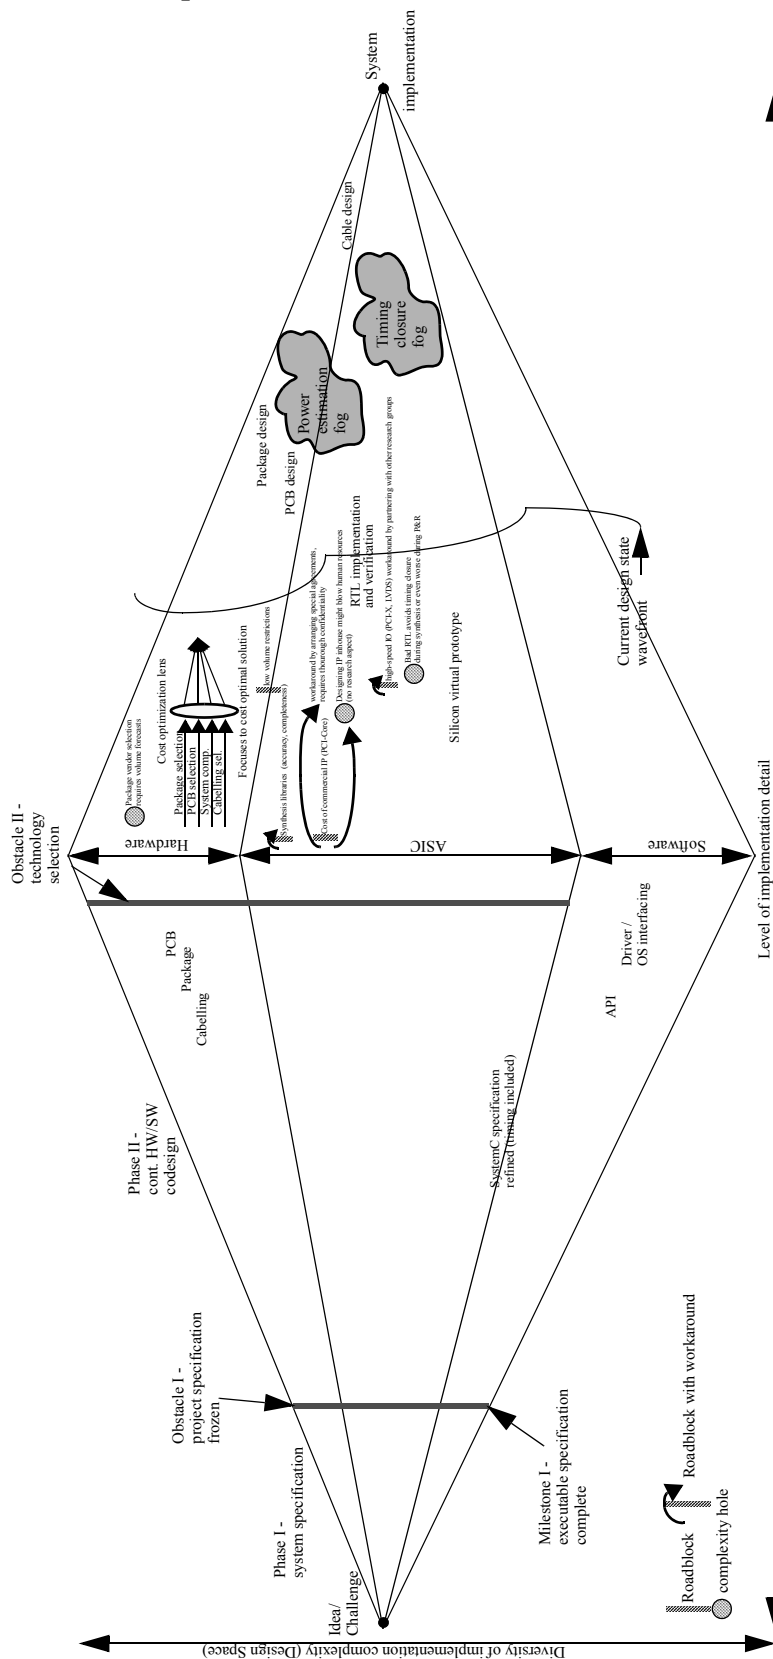 System
implementation
Cable design
Timing
closure
fog
Power
estimation
fog
Package design
PCB design
RTL implementation
and verification
high-speed IO (PCI-X, LVDS) workaround by partnering with other research groups
Bad RTL avoids timing closure
during synthesis or even worse during P&R
Designing IP inhouse might blow human resources
(no research aspect)
workaround by arranging special agreements,
requires thourough confidentiality
low volume restrictions
Synthesis libraries (accuracy, completeness)
Cost of commercial IP (PCI-Core)
Silicon virtual prototype
Current design state
wavefront
Cost optimization lens
Focuses to cost optimal solution
Package vendor selection
requires volume forecasts
Package selection
PCB selection
System comp.
Cabelling sel.
Obstacle II -
technology
selection
Hardware
ASIC
Software
Level of implementation detail
PCB
Package
Cabelling
Driver /
OS interfacing
API
Phase II -
cont. HW/SW
codesign
SystemC specification
refined (timing included)
Obstacle I -
project specification
frozen
Phase I -
system specification
Milestone I -
executable specification
complete
Idea/
Challenge
Roadblock
Roadblock with workaround
complexity hole
Diversity of implementation complexity (Design Space)